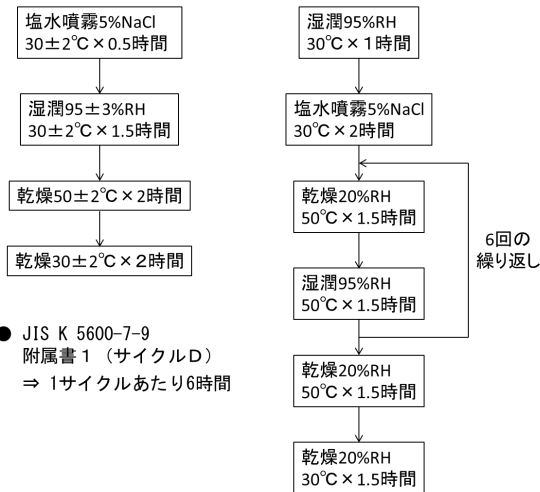 塩水噴霧5%NaCl
30±2℃×0.5時間
湿潤95±3%RH
30±2℃×1.5時間
乾燥50±2℃×2時間
乾燥30±2℃×２時間
● JIS K 5600-7-9
附属書１（サイクルD）
⇒ 1サイクルあたり6時間
湿潤95%RH
30℃×１時間
塩水噴霧5%NaCl
30℃×2時間
乾燥20%RH
50℃×1.5時間
湿潤95%RH
50℃×1.5時間
6回の
繰り返し
乾燥20%RH
50℃×1.5時間
乾燥20%RH
30℃×1.5時間